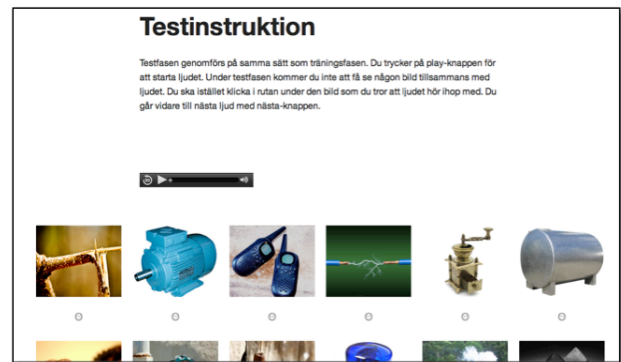 Testinstruktion
Testfasen genomförs på samma sätt som träningsfasen. Du trycker på play-knappen för
att starta ljudet. Under testfasen kommer du inte att få se någon bild tillsammans med
ljudet. Du ska istället klicka i rutan under den bild som du tror att ljudet hör ihop med. Du
går vidare till nästa ljud med nästa-knappen.